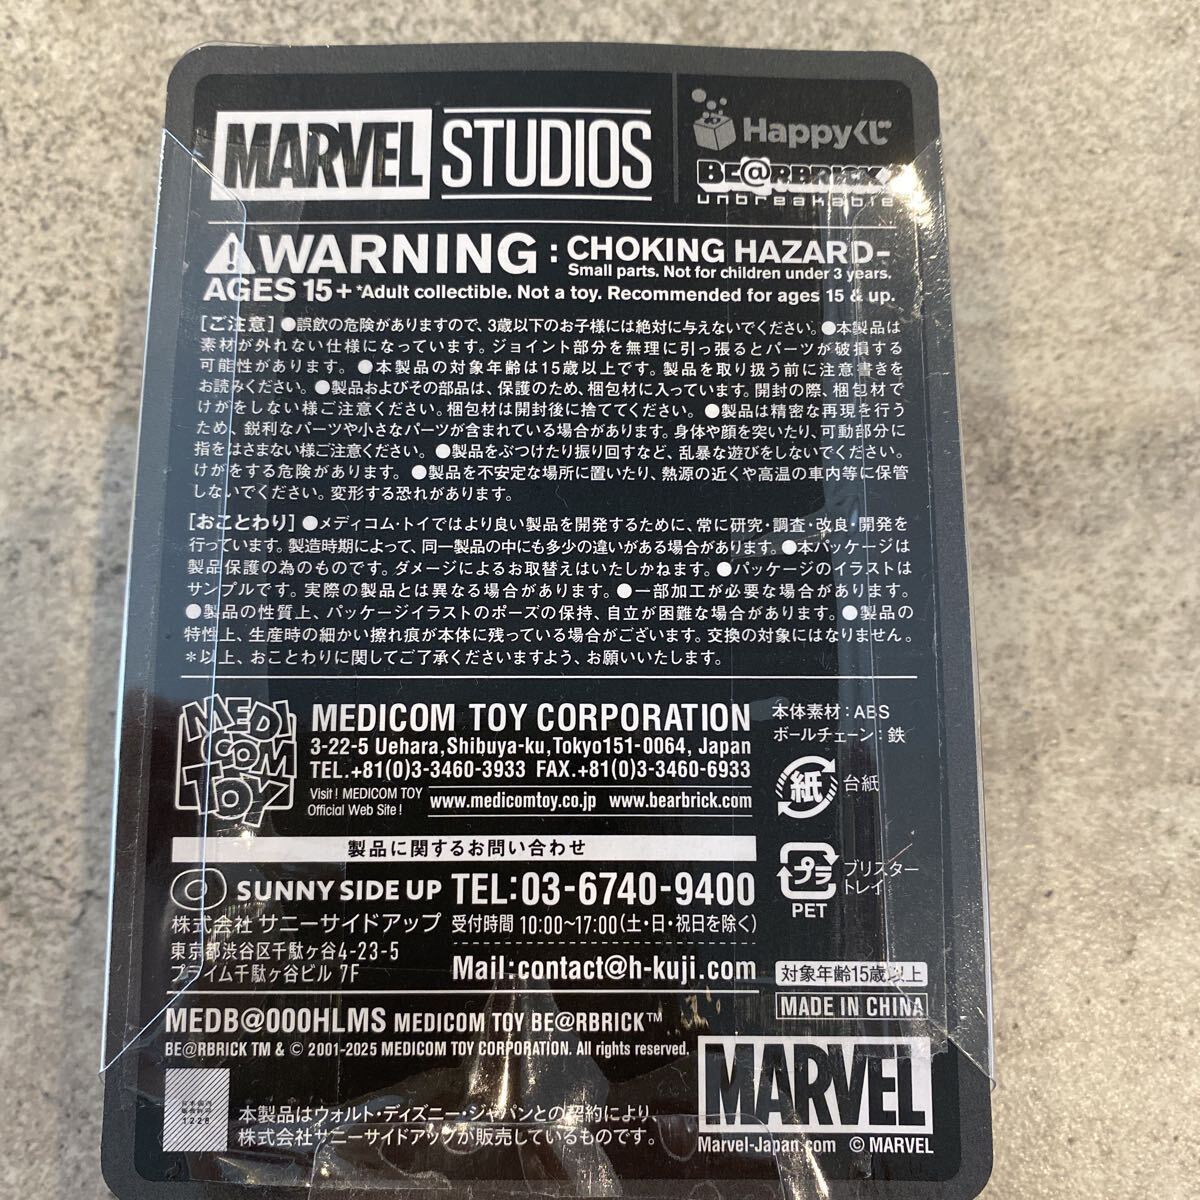 MARVEL STUDIOS
Happyくじ
BE@RBRICK
unbreakable
WARNING : CHOKING HAZARD-
Small parts. Not for children under 3 years.
AGES 15+ *Adult collectible. Not a toy. Recommended for ages 15 & up.
[ご注意] ●誤飲の危険がありますので、3歳以下のお子様には絶対に与えないでください。●本製品は
素材が外れない仕様になっています。ジョイント部分を無理に引っ張るとパーツが破損する
可能性があります。●本製品の対象年齢は15歳以上です。製品を取り扱う前に注意書きを
お読みください。●製品およびその部品は、保護のため、梱包材に入っています。開封の際、梱包材で
けがをしない様ご注意ください。梱包材は開封後に捨ててください。●製品は精密な再現を行う
ため、鋭利なパーツや小さなパーツが含まれている場合があります。身体や顔を突いたり、可動部分に
指をはさまない様ご注意ください。●製品をぶつけたり振り回すなど、乱暴な遊びをしないでください。
けがをする危険があります。●製品を不安定な場所に置いたり、熱源の近くや高温の車内等に保管
しないでください。変形する恐れがあります。
[おことわり] ●メディコム・トイではより良い製品を開発するために、常に研究・調査・改良・開発を
行っています。製造時期によって、同一製品の中にも多少の違いがある場合があります。●本パッケージは
製品保護の為のものです。ダメージによるお取替えはいたしかねます。●パッケージのイラストは
サンプルです。実際の製品とは異なる場合があります。●一部加工が必要な場合があります。
●製品の性質上、パッケージイラストのポーズの保持、自立が困難な場合があります。●製品の
特性上、生産時の細かい擦れ痕が本体に残っている場合がございます。交換の対象にはなりません。
*以上、おことわりに関してご了承くださいますよう、お願いいたします。
MEDI
COM
TOY
MEDICOM TOY CORPORATION
3-22-5 Uehara,Shibuya-ku,Tokyo151-0064, Japan
TEL.+81(0)3-3460-3933 FAX.+81(0)3-3460-6933
Visit ! MEDICOM TOY
Official Web Site !
www.medicomtoy.co.jp www.bearbrick.com
本体素材:ABS
ボールチェーン:鉄
紙 台紙
製品に関するお問い合わせ
SUNNY SIDE UP TEL:03-6740-9400
株式会社 サニーサイドアップ 受付時間 10:00〜17:00(土・日・祝日を除く)
東京都渋谷区千駄ヶ谷4-23-5
プライム千駄ヶ谷ビル 7F
Mail:contact@h-kuji.com
プラ ブリスター
トレイ
PET
対象年齢15歳以上
MADE IN CHINA
MEDB@000HLMS MEDICOM TOY BE@RBRICK™
BE@RBRICK TM & © 2001-2025 MEDICOM TOY CORPORATION. All rights reserved.
MARVEL
Marvel-Japan.com © MARVEL
1226
本製品はウォルト・ディズニー・ジャパンとの契約により、
株式会社サニーサイドアップが販売しているものです。